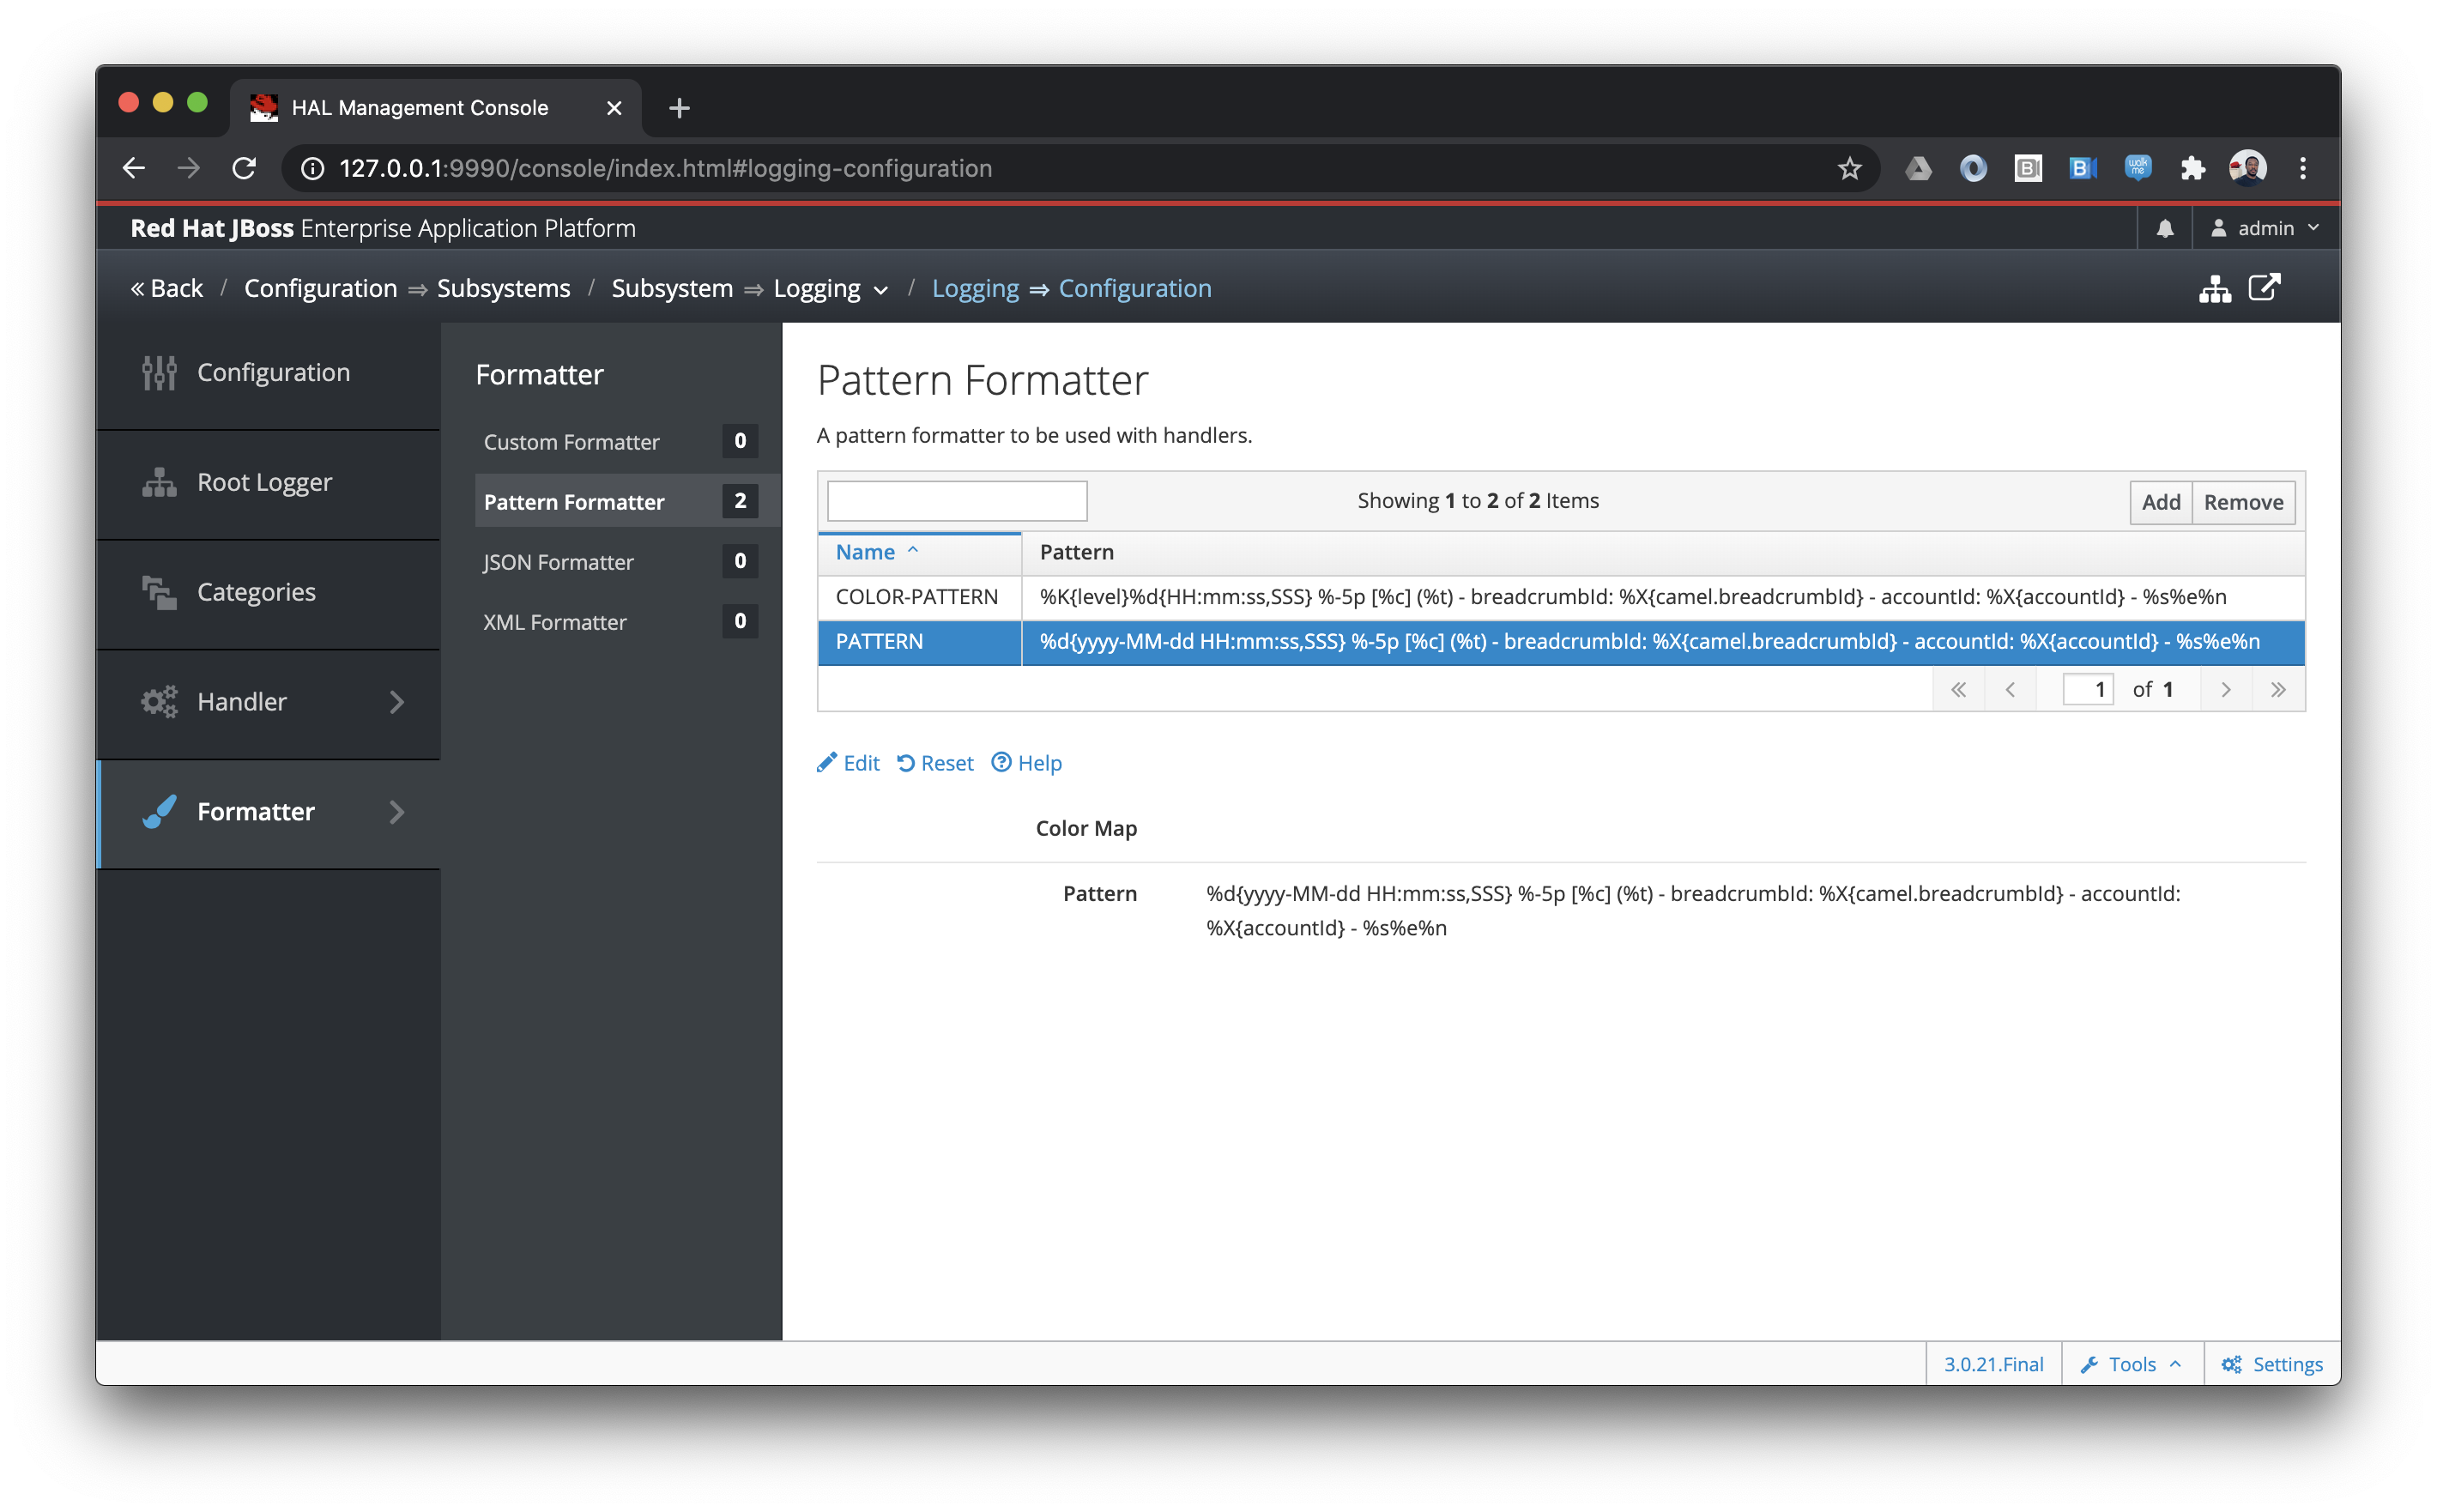 HAL Management Console
127.0.0.1:9990/console/index.html#logging-configuration
Red Hat JBoss Enterprise Application Platform
admin
« Back / Configuration ⇒ Subsystems / Subsystem ⇒ Logging / Logging ⇒ Configuration
Configuration
Root Logger
Categories
Handler
Formatter
Formatter
Custom Formatter 0
Pattern Formatter 2
JSON Formatter 0
XML Formatter 0
Pattern Formatter
A pattern formatter to be used with handlers.
Showing 1 to 2 of 2 Items
Add Remove
Name Pattern
COLOR-PATTERN %K{level}%d{HH:mm:ss,SSS} %-5p [%c] (%t) - breadcrumbId: %X{camel.breadcrumbId} - accountId: %X{accountId} - %s%e%n
PATTERN %d{yyyy-MM-dd HH:mm:ss,SSS} %-5p [%c] (%t) - breadcrumbId: %X{camel.breadcrumbId} - accountId: %X{accountId} - %s%e%n
« ‹ 1 of 1 › »
Edit Reset Help
Color Map
Pattern %d{yyyy-MM-dd HH:mm:ss,SSS} %-5p [%c] (%t) - breadcrumbId: %X{camel.breadcrumbId} - accountId:
%X{accountId} - %s%e%n
3.0.21.Final Tools Settings